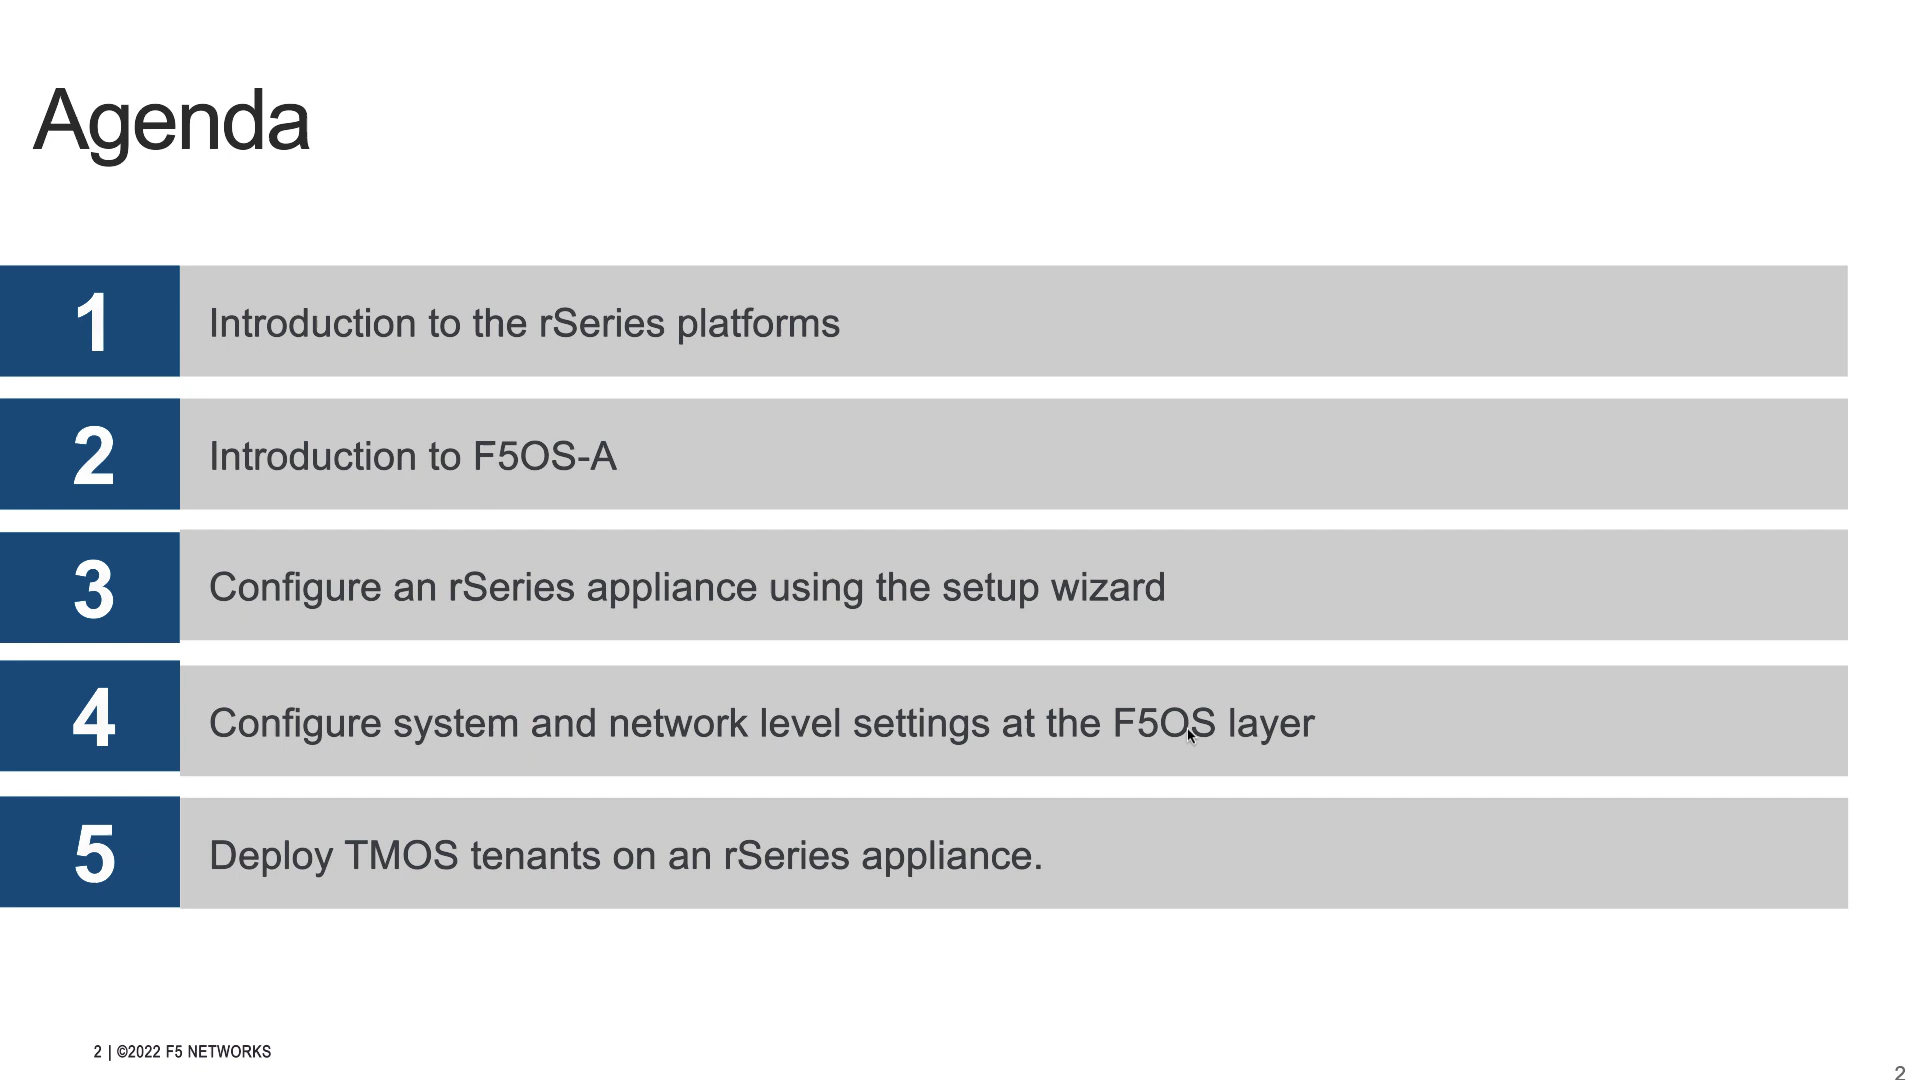 Agenda
1
Introduction to the rSeries platforms
2
Introduction to F5OS-A
3
Configure an rSeries appliance using the setup wizard
4
Configure system and network level settings at the F5OS layer
5
Deploy TMOS tenants on an rSeries appliance.
2 | ©2022 F5 NETWORKS
2